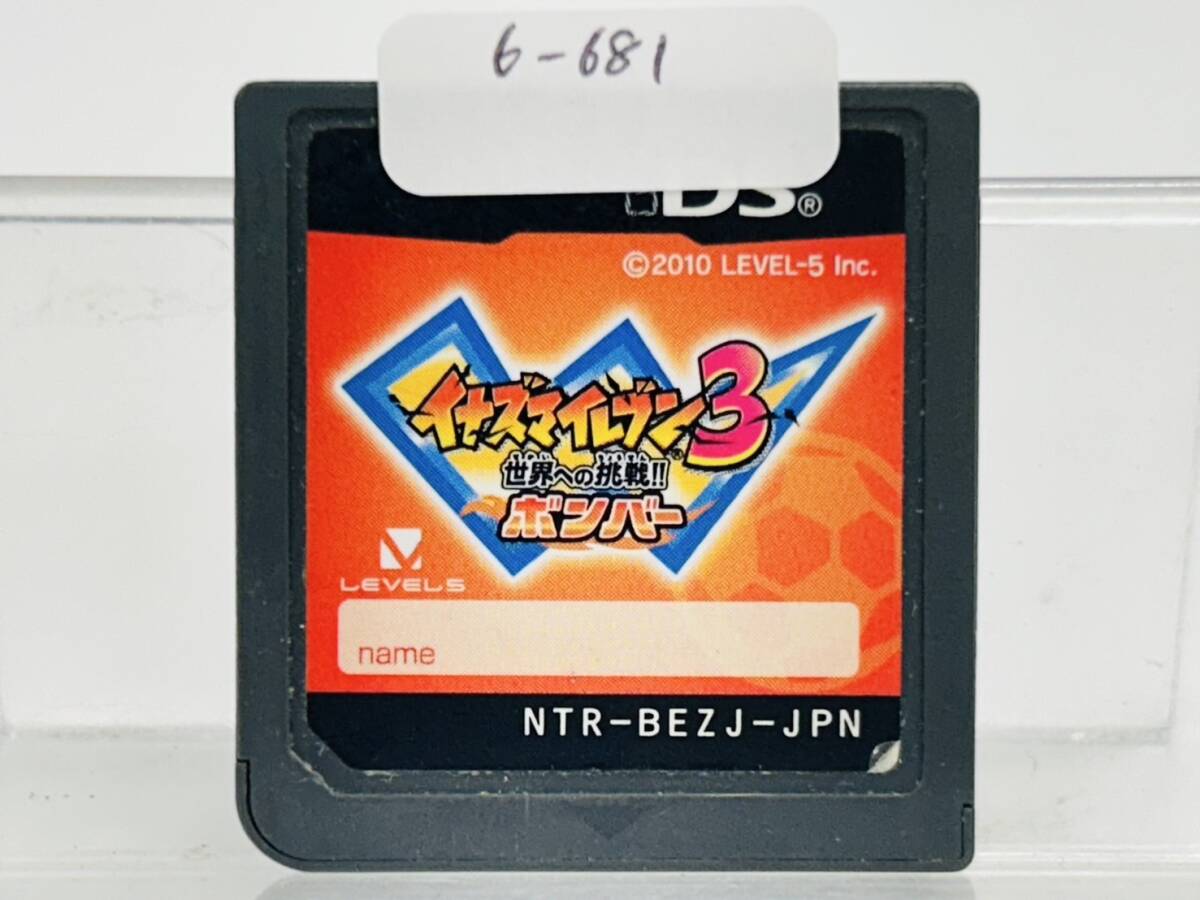 6-681
DS®
©2010 LEVEL-5 Inc.
イナズマイレブン3
世界への挑戦!!
ボンバー
LEVEL5
name
NTR-BEZJ-JPN